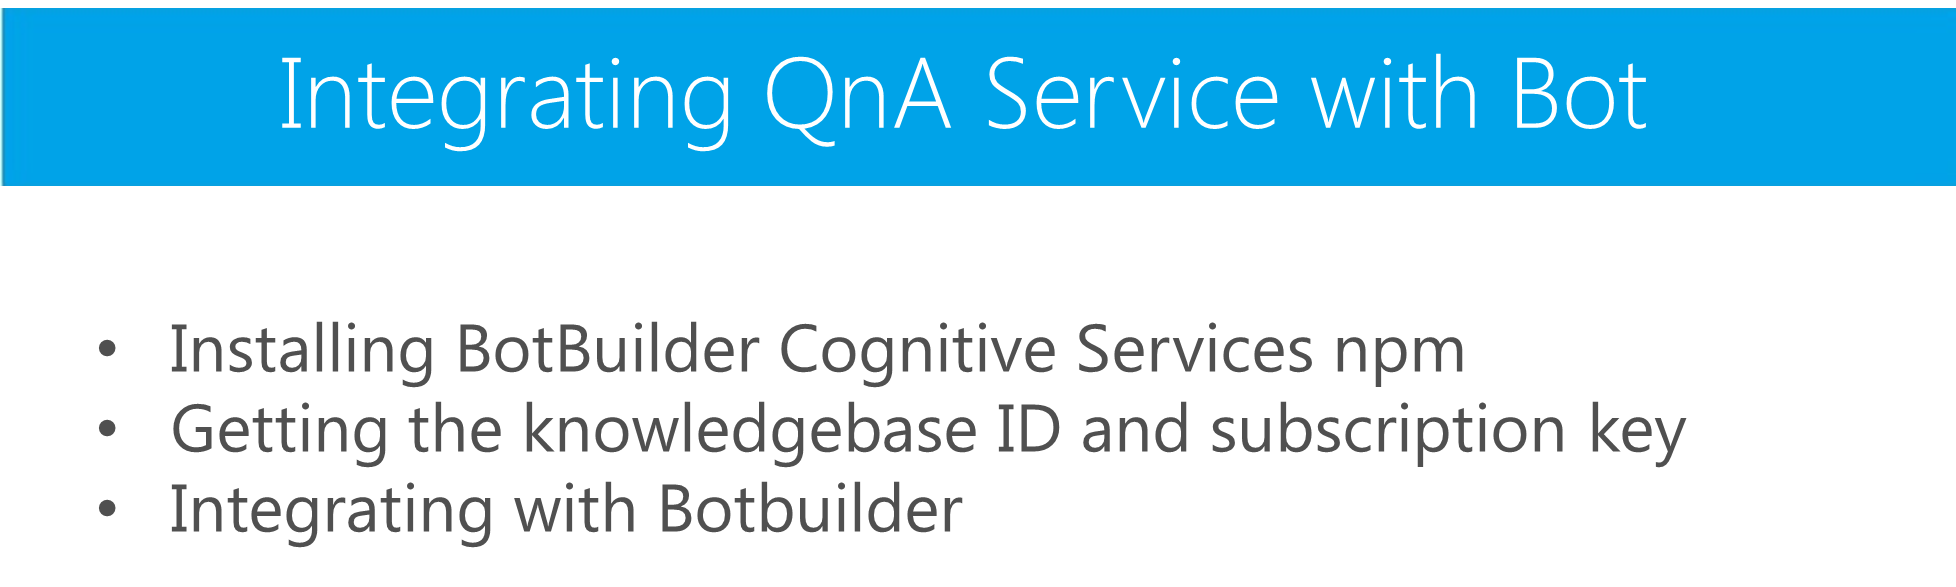 Integrating QnA Service with Bot
• Installing BotBuilder Cognitive Services npm
• Getting the knowledgebase ID and subscription key
• Integrating with Botbuilder